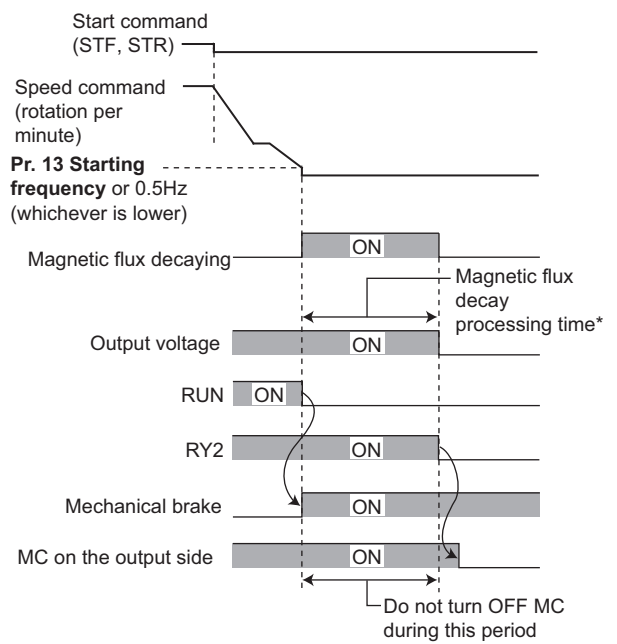 Start command
(STF, STR)
Speed command
(rotation per
minute)
Pr. 13 Starting
frequency or 0.5Hz
(whichever is lower)
Magnetic flux decaying
ON
Magnetic flux
decay
processing time*
Output voltage
ON
RUN
ON
RY2
ON
Mechanical brake
ON
MC on the output side
ON
Do not turn OFF MC
during this period